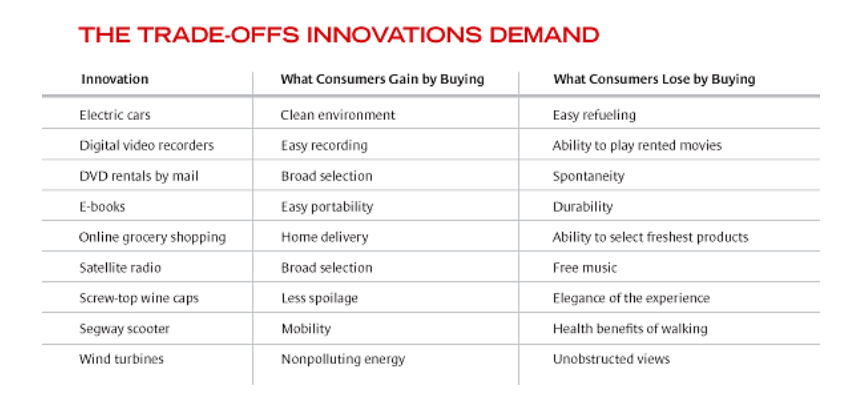 THE TRADE-OFFS INNOVATIONS DEMAND
Innovation What Consumers Gain by Buying What Consumers Lose by Buying
Electric cars Clean environment Easy refueling
Digital video recorders Easy recording Ability to play rented movies
DVD rentals by mail Broad selection Spontaneity
E-books Easy portability Durability
Online grocery shopping Home delivery Ability to select freshest products
Satellite radio Broad selection Free music
Screw-top wine caps Less spoilage Elegance of the experience
Segway scooter Mobility Health benefits of walking
Wind turbines Nonpolluting energy Unobstructed views